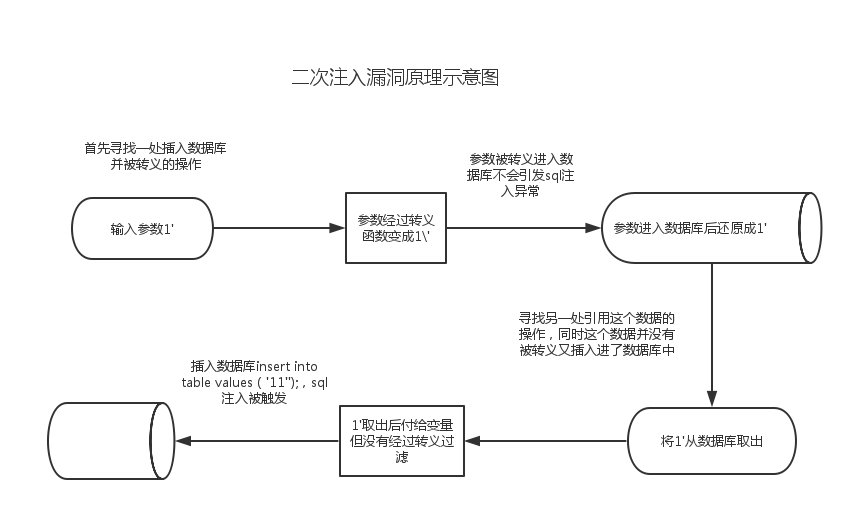 二次注入漏洞原理示意图
首先寻找一处插入数据库
并被转义的操作
参数被转义进入数
据库不会引发sql注
入异常
输入参数1'
参数经过转义
函数变成1\'
参数进入数据库后还原成1'
寻找另一处引用这个数据的
操作，同时这个数据并没有
被转义又插入进了数据库中
插入数据库insert into
table values ( '11''); , sql
注入被触发
1'取出后付给变量
但没有经过转义过
滤
将1'从数据库取出